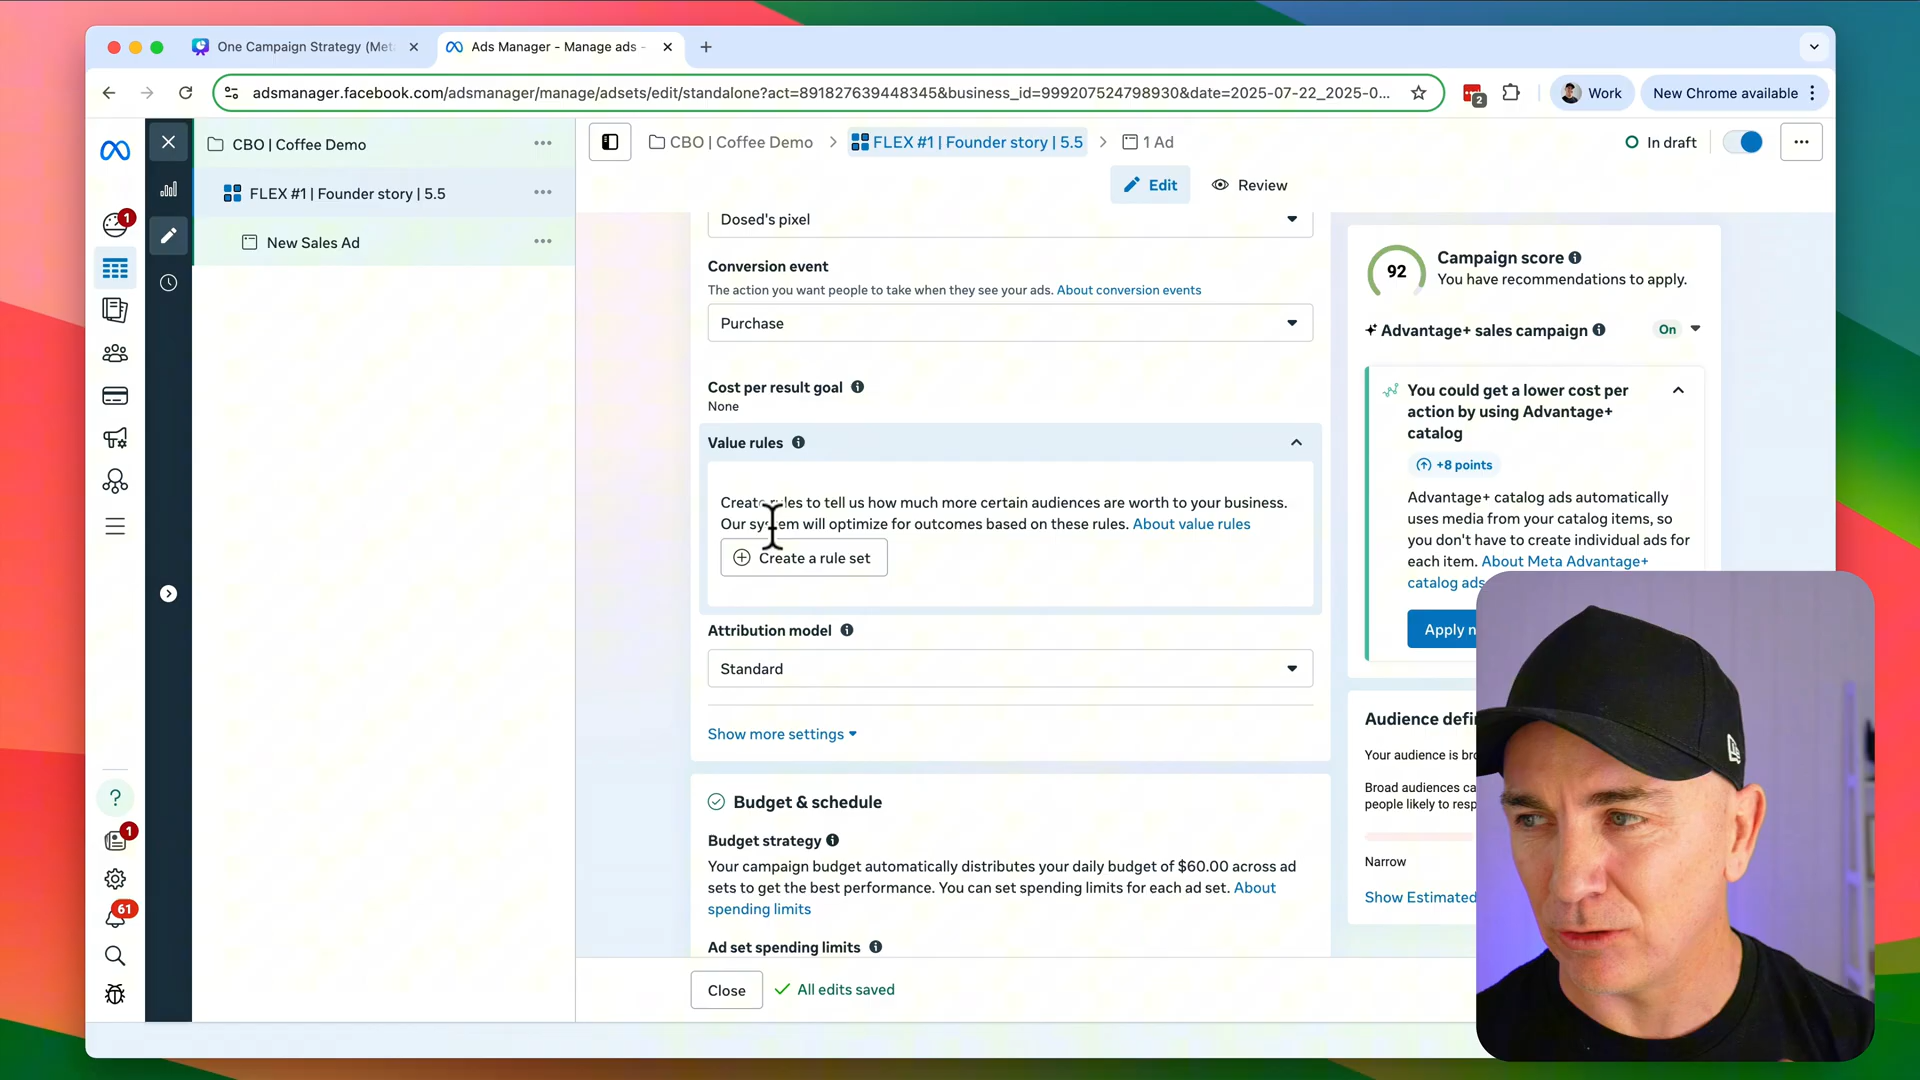 One Campaign Strategy (Met
Ads Manager - Manage ads -
adsmanager.facebook.com/adsmanager/manage/adsets/edit/standalone?act=891827639448345&business_id=999207524798930&date=2025-07-22_2025-0...
2
Work
New Chrome available
CBO | Coffee Demo
FLEX #1 | Founder story | 5.5
New Sales Ad
CBO | Coffee Demo
FLEX #1 | Founder story | 5.5
1 Ad
In draft
Edit
Review
1
1
61
Dosed's pixel
Conversion event
The action you want people to take when they see your ads. About conversion events
Purchase
Cost per result goal
None
Value rules
Create rules to tell us how much more certain audiences are worth to your business.
Our system will optimize for outcomes based on these rules. About value rules
Create a rule set
Attribution model
Standard
Show more settings
Budget & schedule
Budget strategy
Your campaign budget automatically distributes your daily budget of $60.00 across ad
sets to get the best performance. You can set spending limits for each ad set. About
spending limits
Ad set spending limits
Close
All edits saved
92
Campaign score
You have recommendations to apply.
Advantage+ sales campaign
On
You could get a lower cost per
action by using Advantage+
catalog
+8 points
Advantage+ catalog ads automatically
uses media from your catalog items, so
you don't have to create individual ads for
each item. About Meta Advantage+
catalog ads
Apply n
Audience defi
Your audience is br
Broad audiences ca
people likely to resp
Narrow
Show Estimated